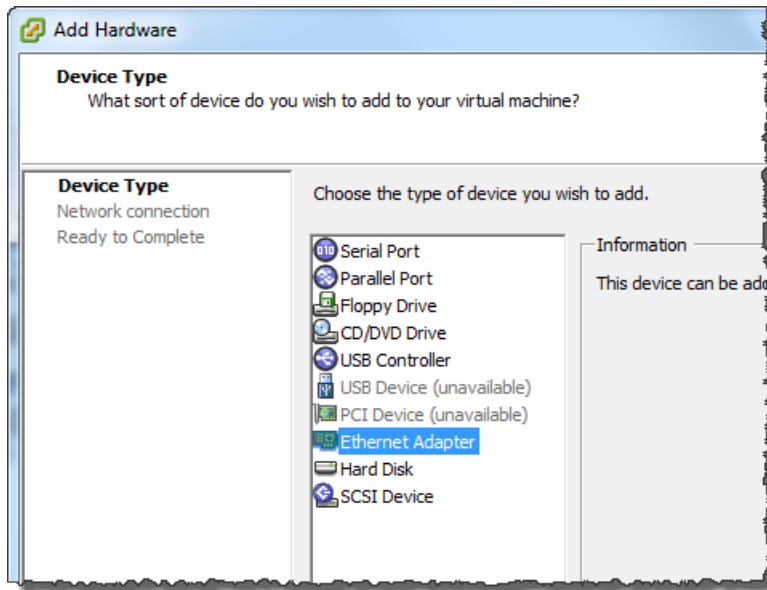 Add Hardware
Device Type
What sort of device do you wish to add to your virtual machine?
Device Type
Network connection
Ready to Complete
Choose the type of device you wish to add.
Serial Port
Parallel Port
Floppy Drive
CD/DVD Drive
USB Controller
USB Device (unavailable)
PCI Device (unavailable)
Ethernet Adapter
Hard Disk
SCSI Device
Information
This device can be